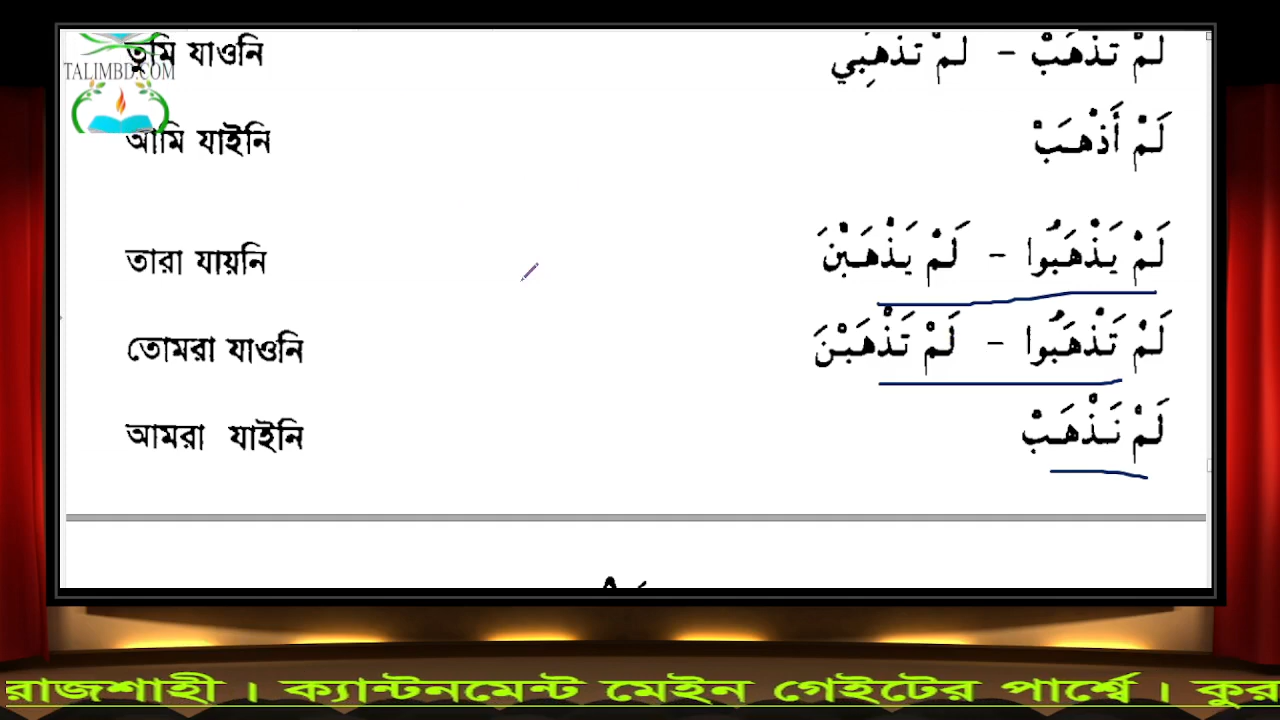 তুমি যাওনি لَمْ تَذْهَبْ – لَمْ تَذْهَبِي
TALIMBD.COM
আমি যাইনি لَمْ أَذْهَبْ
তারা যায়নি لَمْ يَذْهَبُوا – لَمْ يَذْهَبْنَ
তোমরা যাওনি لَمْ تَذْهَبُوا – لَمْ تَذْهَبْنَ
আমরা যাইনি لَمْ نَذْهَبْ
রাজশাহী । ক্যান্টনমেন্ট মেইন গেইটের পার্শ্বে । কুর